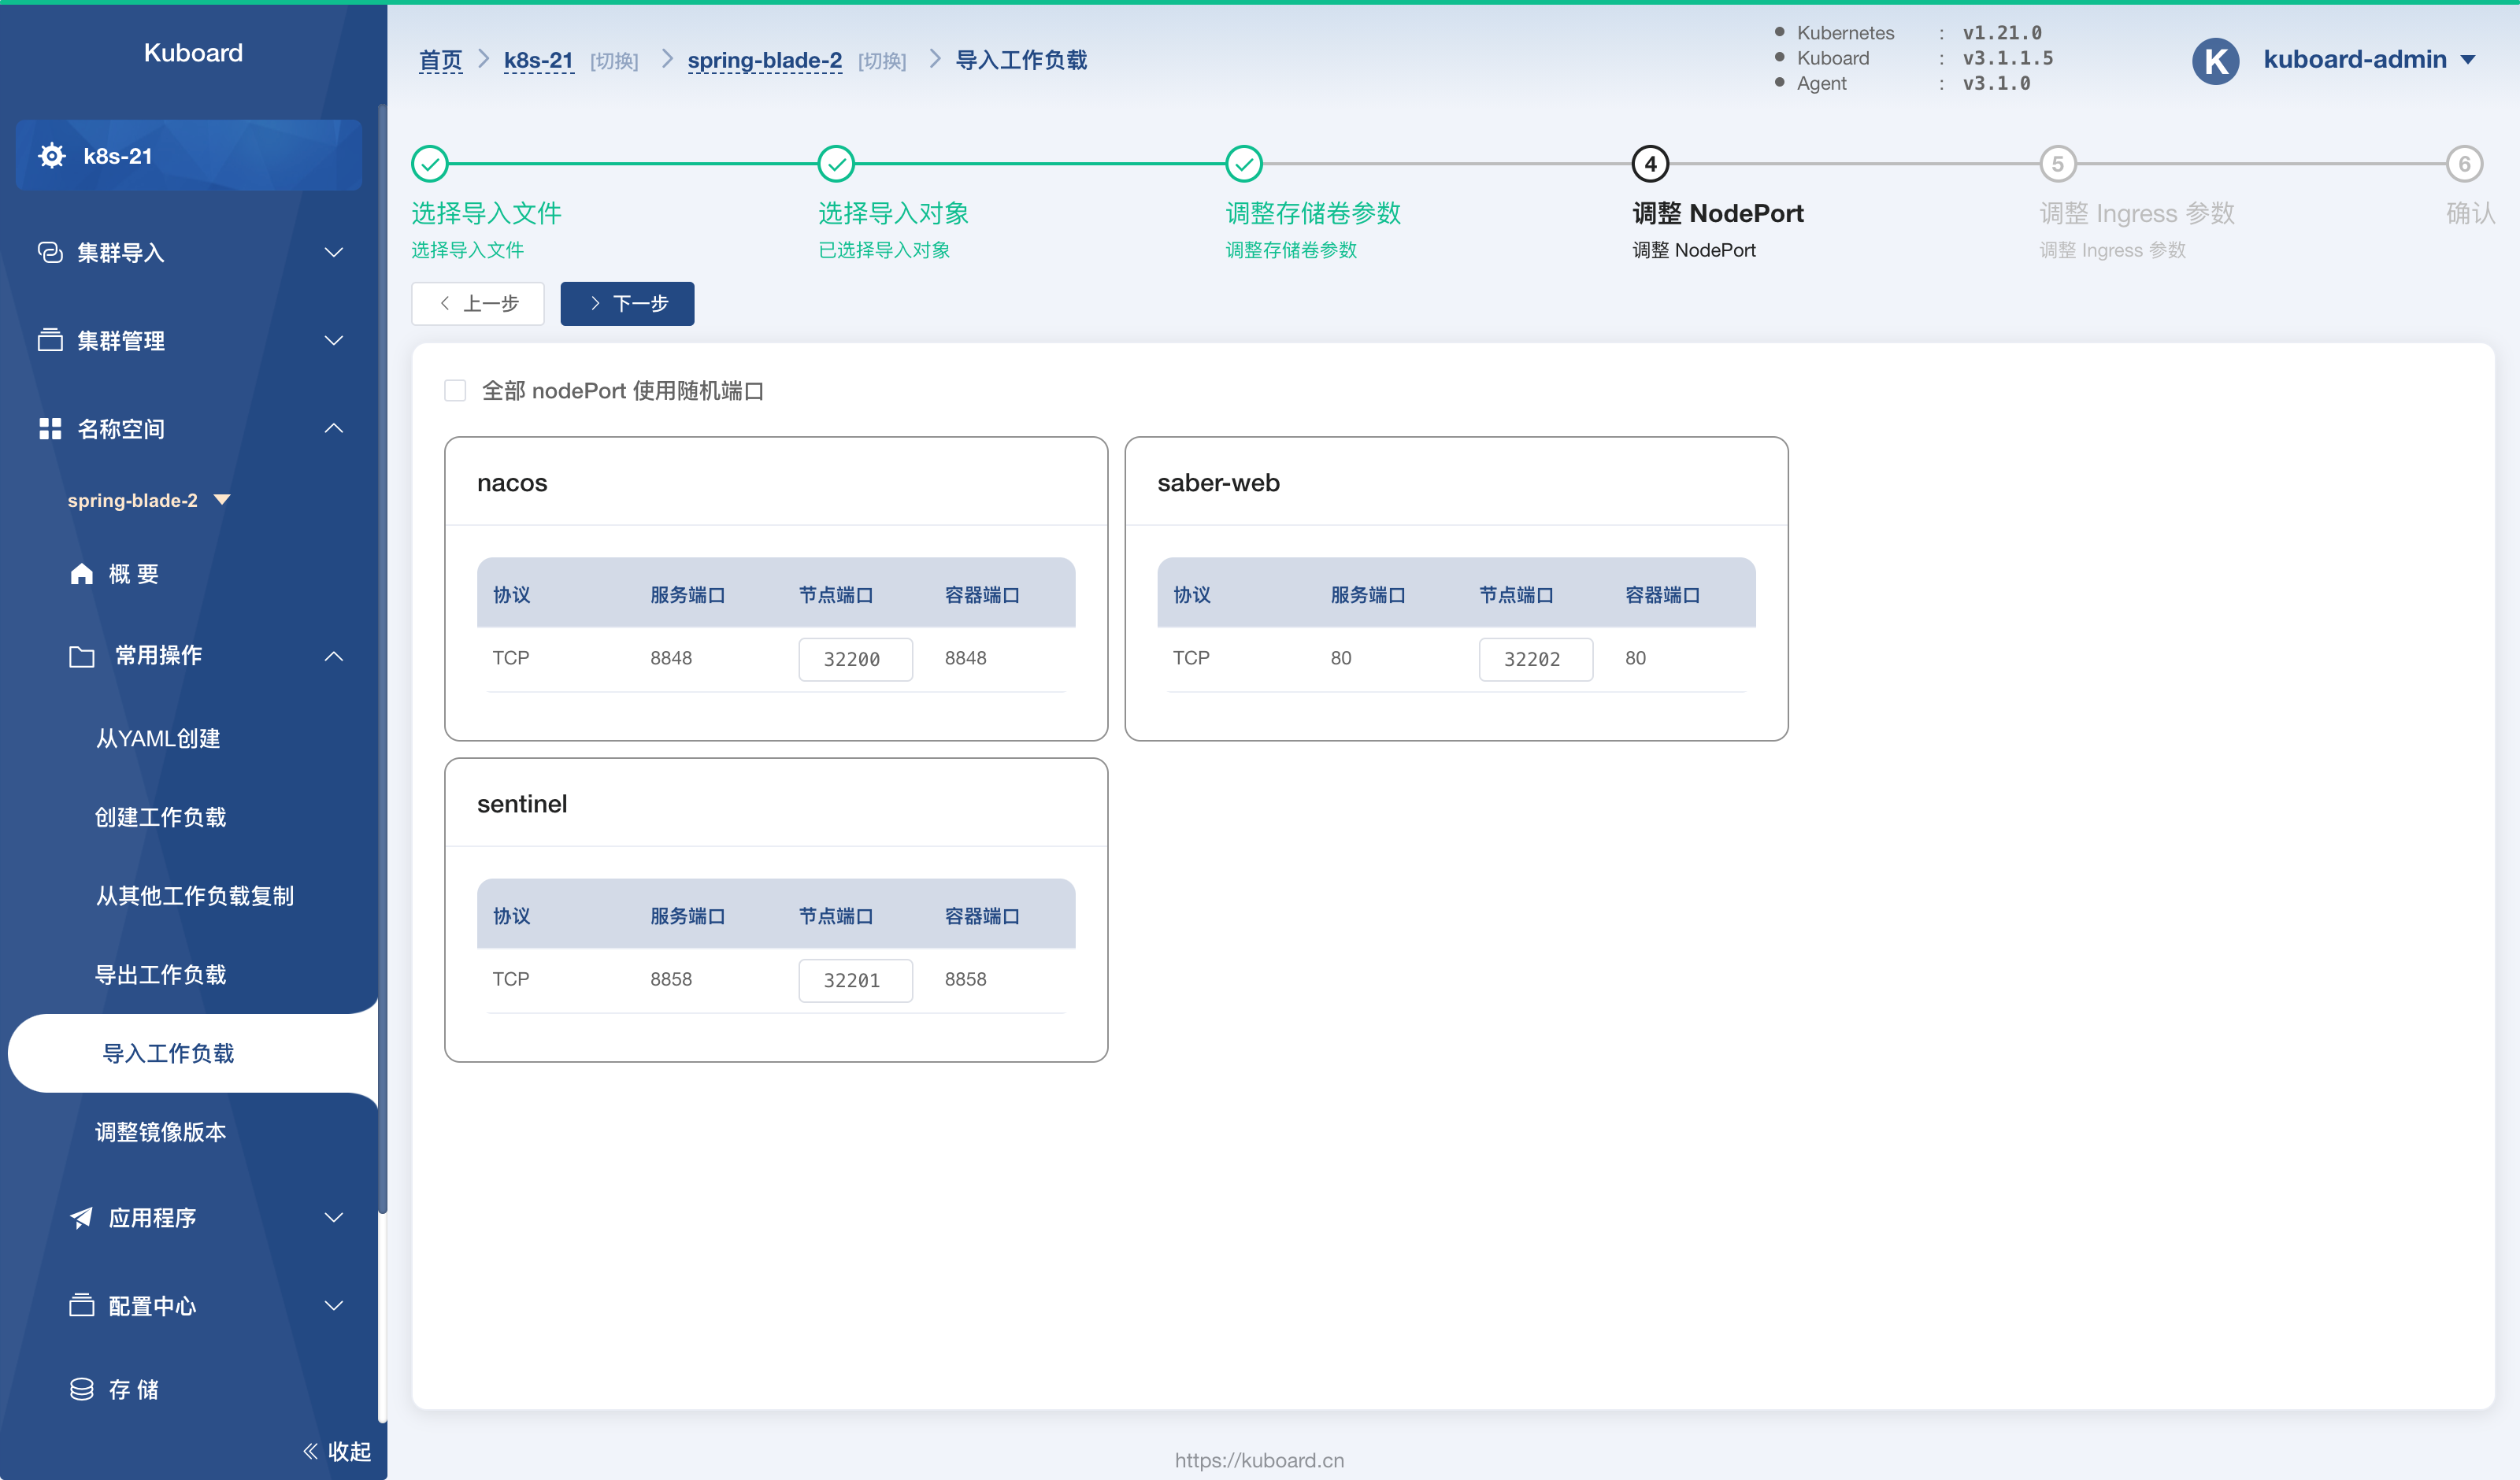 Kuboard
k8s-21
集群导入
集群管理
名称空间
spring-blade-2
概 要
常用操作
从YAML创建
创建工作负载
从其他工作负载复制
导出工作负载
导入工作负载
调整镜像版本
应用程序
配置中心
存 储
收起
首页 k8s-21 [切换] spring-blade-2 [切换] 导入工作负载
Kubernetes : v1.21.0
Kuboard : v3.1.1.5
Agent : v3.1.0
K kuboard-admin
4 5 6
选择导入文件 选择导入对象 调整存储卷参数 调整 NodePort 调整 Ingress 参数 确认
选择导入文件 已选择导入对象 调整存储卷参数 调整 NodePort 调整 Ingress 参数
上一步 下一步
全部 nodePort 使用随机端口
nacos
协议 服务端口 节点端口 容器端口
TCP 8848 32200 8848
saber-web
协议 服务端口 节点端口 容器端口
TCP 80 32202 80
sentinel
协议 服务端口 节点端口 容器端口
TCP 8858 32201 8858
https://kuboard.cn